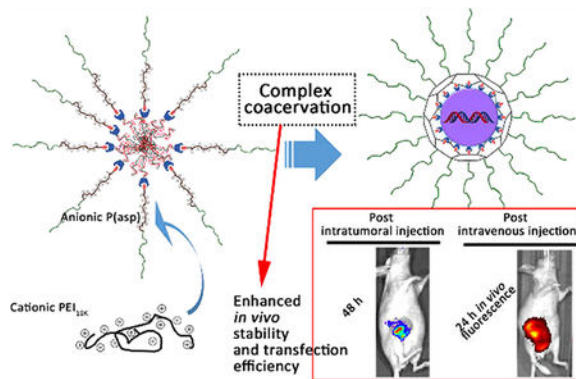 Complex
coacervation
Anionic P(asp)
Cationic PEI10K
Enhanced
in vivo
stability
and transfection
efficiency
Post
intratumoral injection
48 h
Post
intravenous injection
24 h in vivo
fluorescence